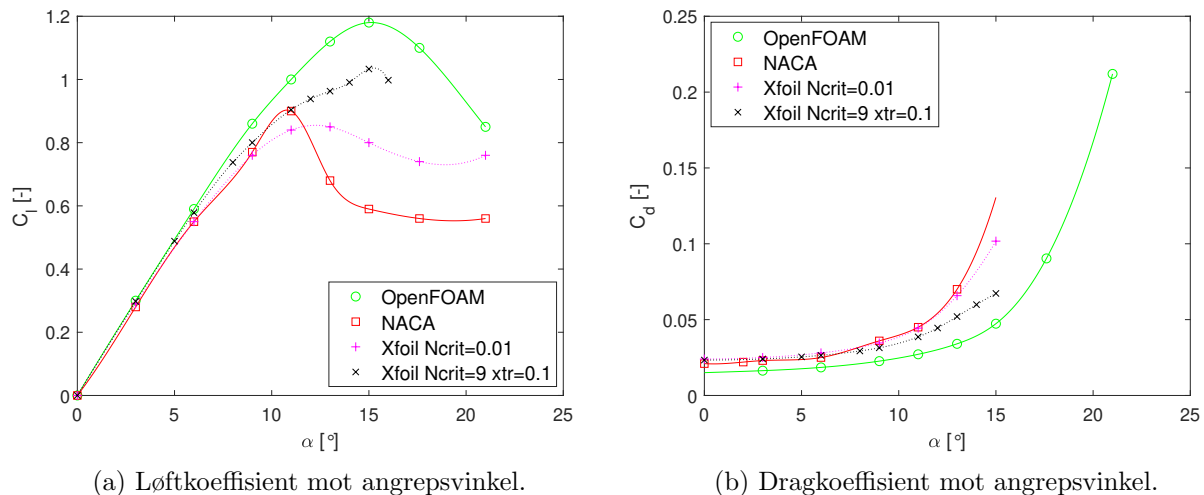 1.2
1
0.8
0.6
0.4
0.2
0
C_l [-]
0 5 10 15 20 25
α [°]
OpenFOAM
NACA
Xfoil Ncrit=0.01
Xfoil Ncrit=9 xtr=0.1
(a) Løftkoeffisient mot angrepsvinkel.
0.25
0.2
0.15
0.1
0.05
0
C_d [-]
0 5 10 15 20 25
α [°]
OpenFOAM
NACA
Xfoil Ncrit=0.01
Xfoil Ncrit=9 xtr=0.1
(b) Dragkoeffisient mot angrepsvinkel.